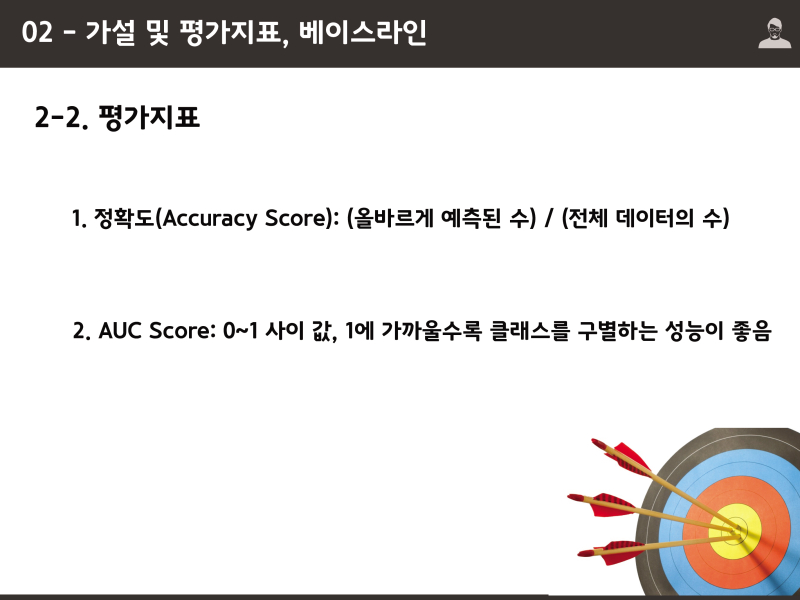 02 - 가설 및 평가지표, 베이스라인
2-2. 평가지표
1. 정확도(Accuracy Score): (올바르게 예측된 수) / (전체 데이터의 수)
2. AUC Score: 0~1 사이 값, 1에 가까울수록 클래스를 구별하는 성능이 좋음